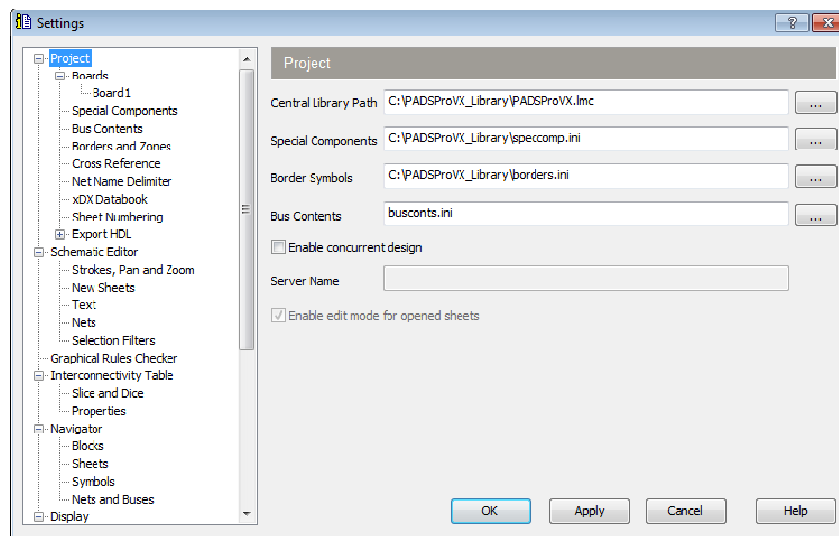 Settings
Project
Boards
Board1
Special Components
Bus Contents
Borders and Zones
Cross Reference
Net Name Delimiter
xDX Databook
Sheet Numbering
Export HDL
Schematic Editor
Strokes, Pan and Zoom
New Sheets
Text
Nets
Selection Filters
Graphical Rules Checker
Interconnectivity Table
Slice and Dice
Properties
Navigator
Blocks
Sheets
Symbols
Nets and Buses
Display
Project
Central Library Path C:\PADSProVX_Library\PADSProVX.lmc ...
Special Components C:\PADSProVX_Library\speccomp.ini ...
Border Symbols C:\PADSProVX_Library\borders.ini ...
Bus Contents busconts.ini ...
Enable concurrent design
Server Name
Enable edit mode for opened sheets
OK Apply Cancel Help